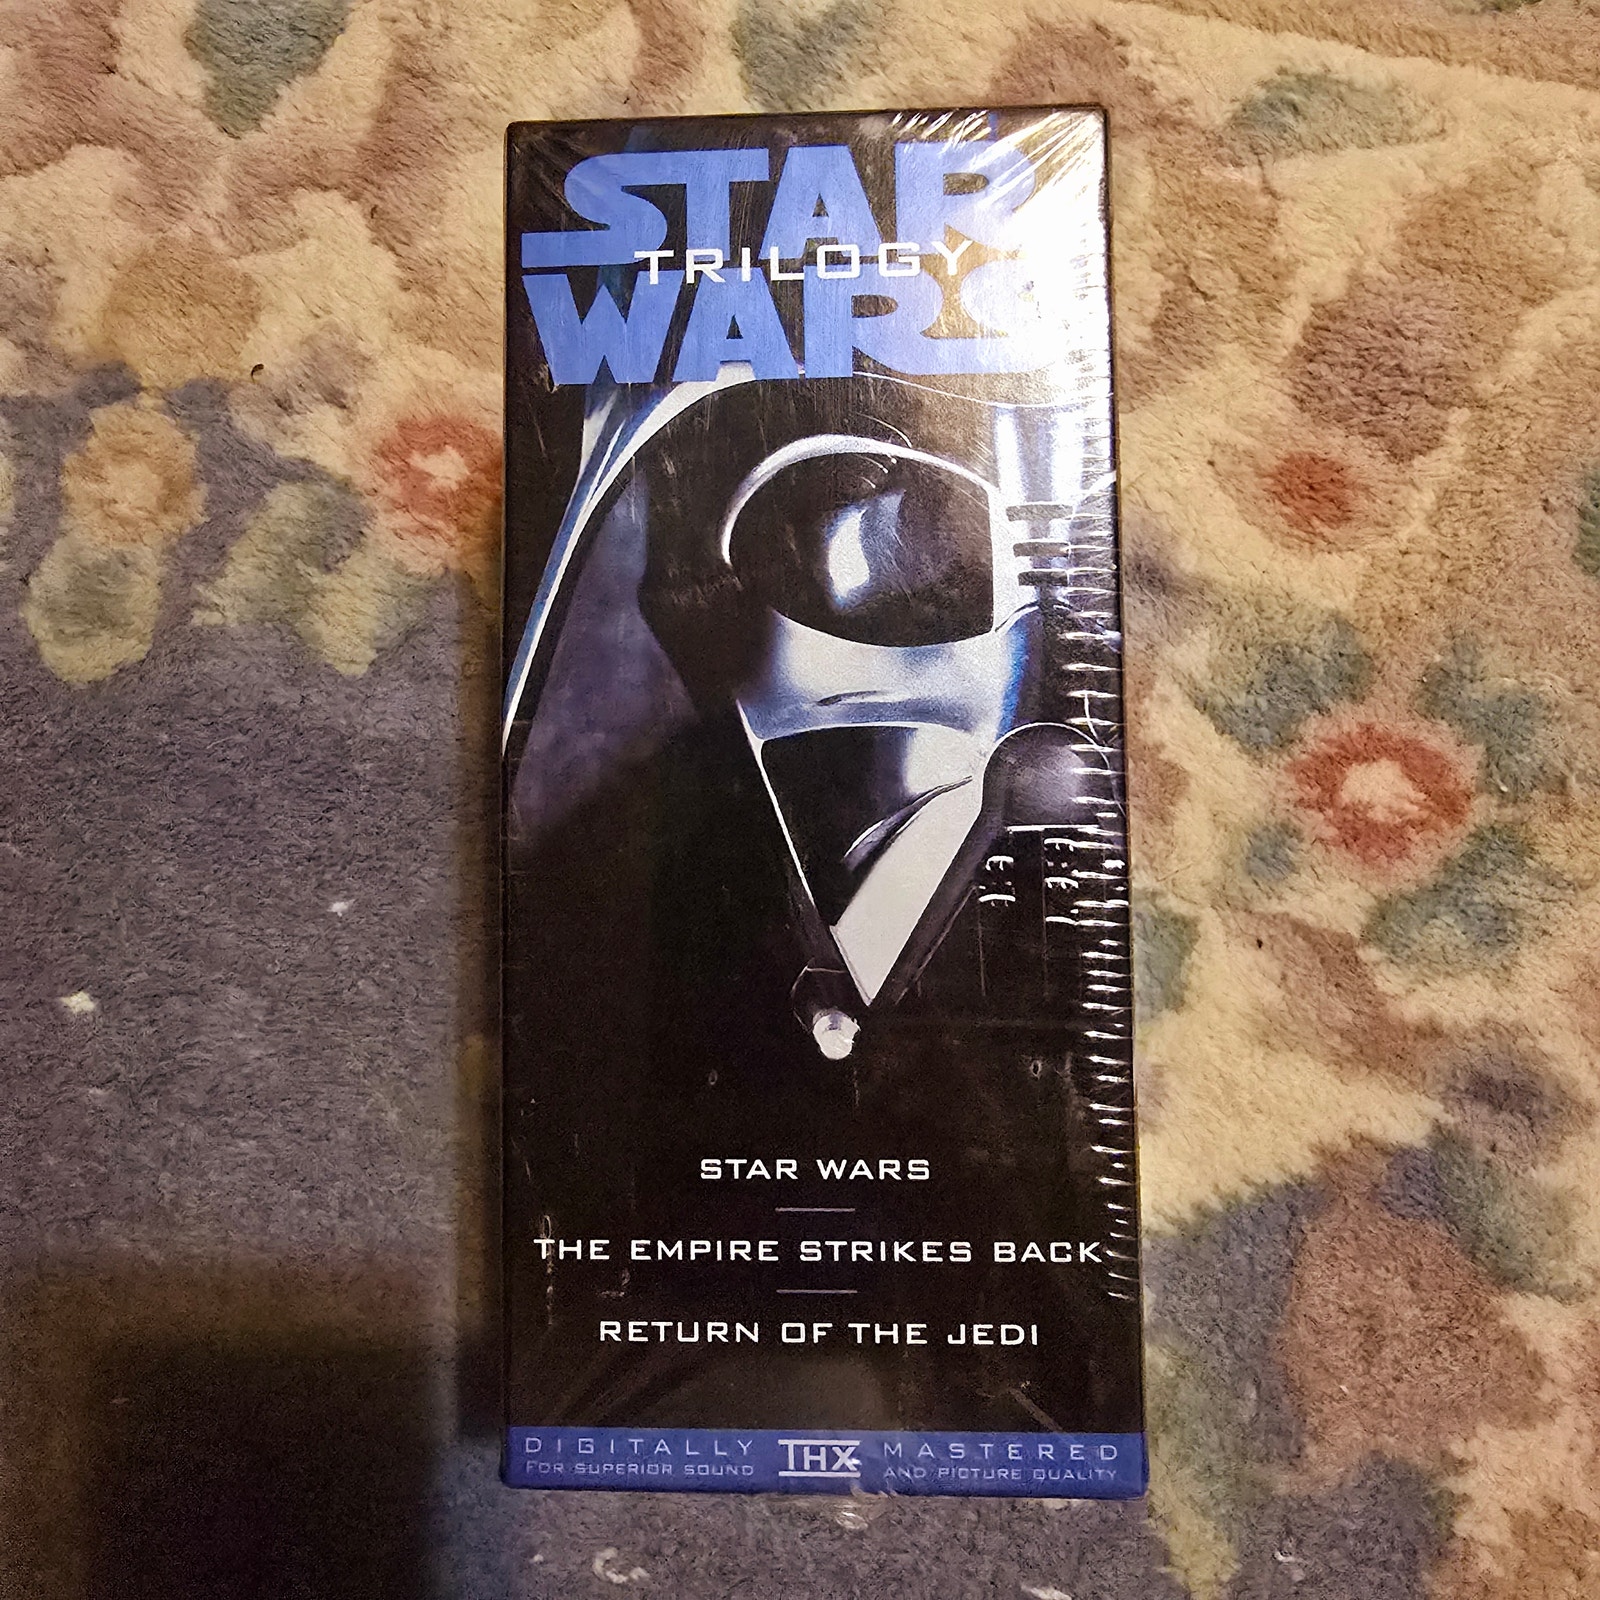 STAR
TRILOGY
WARS
STAR WARS
THE EMPIRE STRIKES BACK
RETURN OF THE JEDI
DIGITALLY THX MASTERED
FOR SUPERIOR SOUND AND PICTURE QUALITY